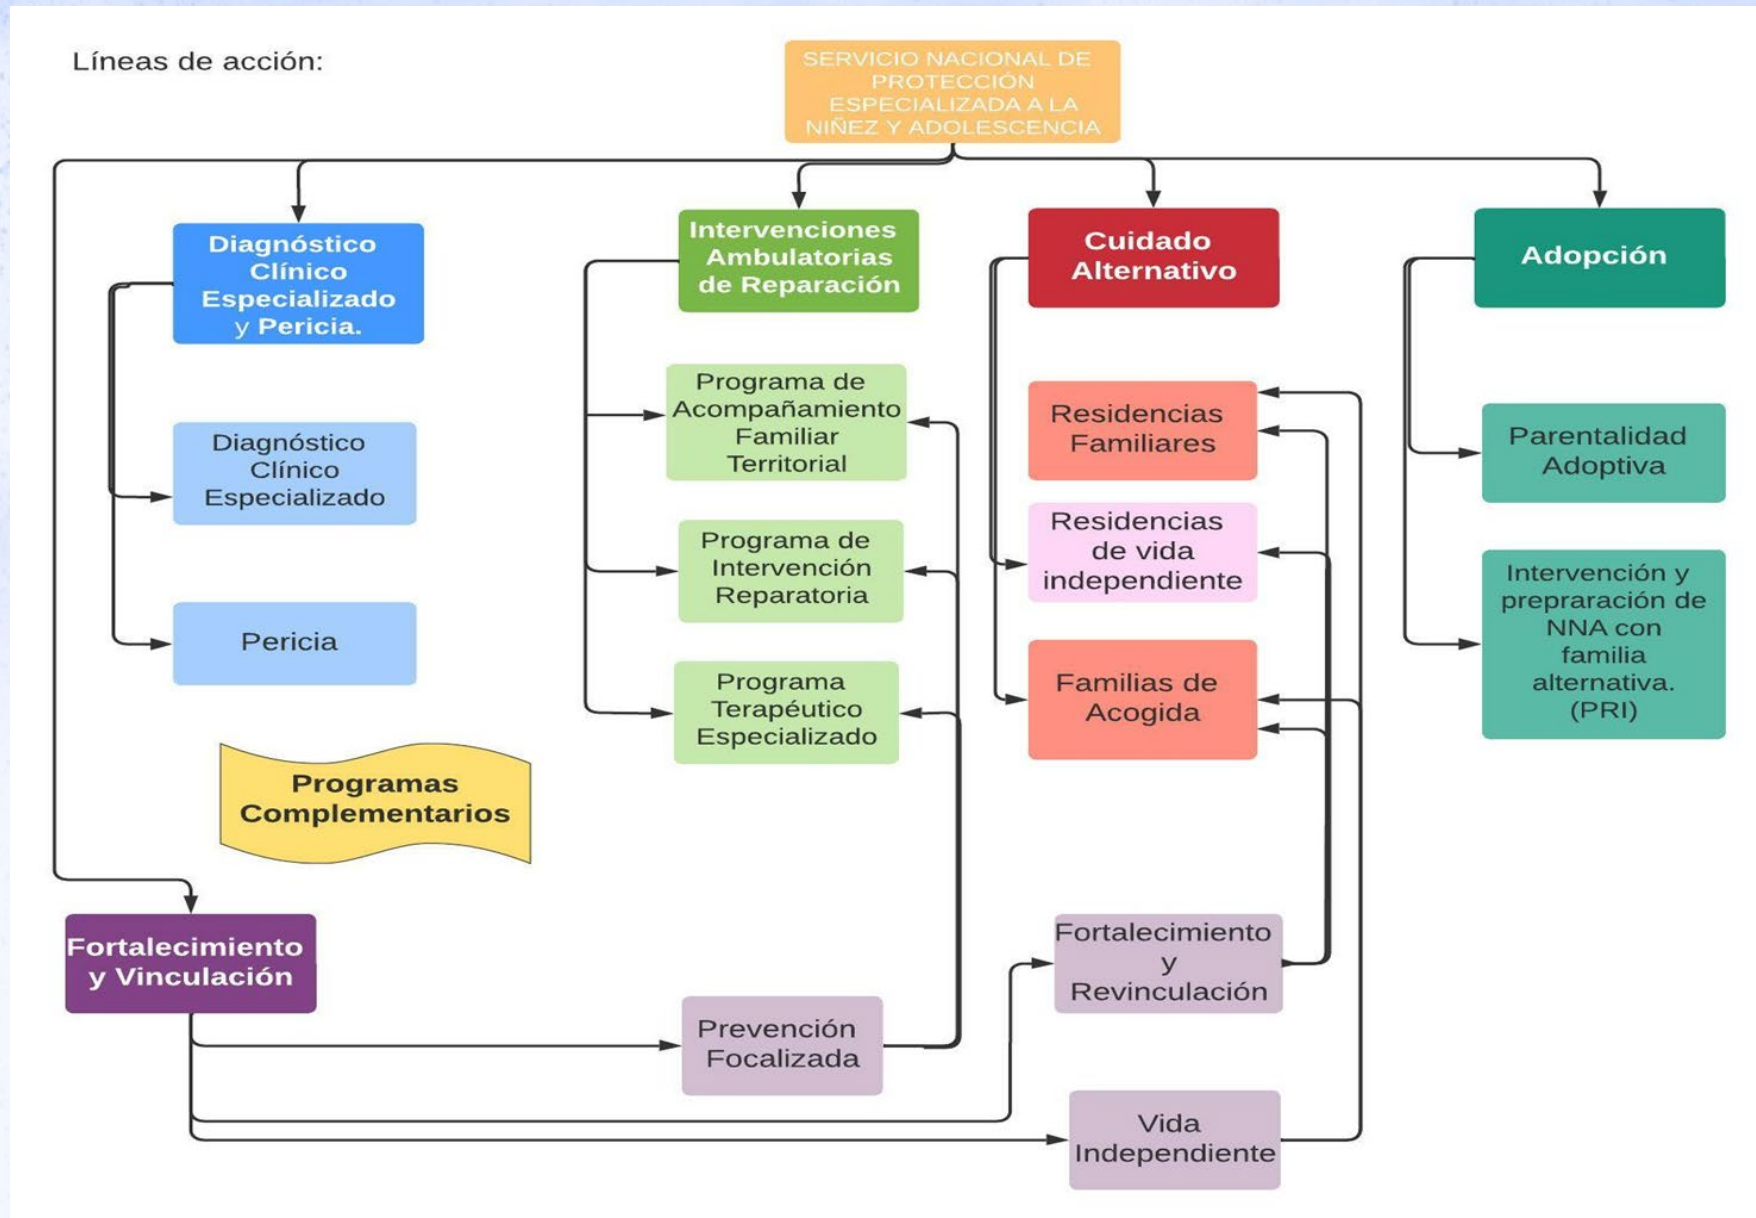 Líneas de acción:
SERVICIO NACIONAL DE
PROTECCIÓN
ESPECIALIZADA A LA
NIÑEZ Y ADOLESCENCIA
Diagnóstico
Clínico
Especializado
y Pericia.
Intervenciones
Ambulatorias
de Reparación
Cuidado
Alternativo
Adopción
Diagnóstico
Clínico
Especializado
Pericia
Programa de
Acompañamiento
Familiar
Territorial
Programa de
Intervención
Reparatoria
Programa
Terapéutico
Especializado
Residencias
Familiares
Residencias
de vida
independiente
Familias de
Acogida
Parentalidad
Adoptiva
Intervención y
prepraración de
NNA con
familia
alternativa.
(PRI)
Programas
Complementarios
Fortalecimiento
y Vinculación
Prevención
Focalizada
Fortalecimiento
y
Revinculación
Vida
Independiente